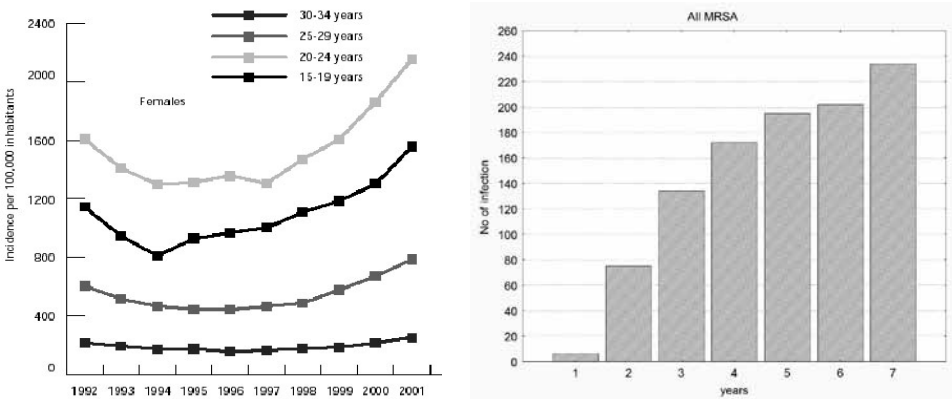 30-34 years
25-29 years
20-24 years
15-19 years
Females
Incidence per 100,000 inhabitants
2400
2000
1600
1200
800
400
0
1992 1993 1994 1995 1996 1997 1998 1999 2000 2001
All MRSA
No of infection
260
240
220
200
180
160
140
120
100
80
60
40
20
0
1 2 3 4 5 6 7
years